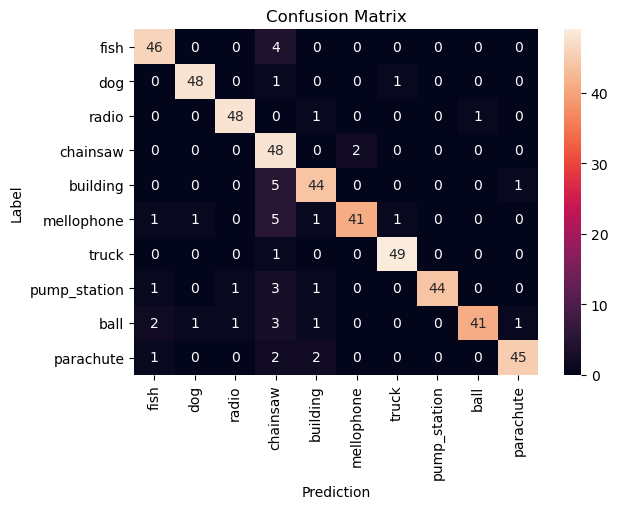 Confusion Matrix
Label
fish 46 0 0 4 0 0 0 0 0 0
dog 0 48 0 1 0 0 1 0 0 0
radio 0 0 48 0 1 0 0 0 1 0
chainsaw 0 0 0 48 0 2 0 0 0 0
building 0 0 0 5 44 0 0 0 0 1
mellophone 1 1 0 5 1 41 1 0 0 0
truck 0 0 0 1 0 0 49 0 0 0
pump_station 1 0 1 3 1 0 0 44 0 0
ball 2 1 1 3 1 0 0 0 41 1
parachute 1 0 0 2 2 0 0 0 0 45
fish dog radio chainsaw building mellophone truck pump_station ball parachute
Prediction
40
30
20
10
0